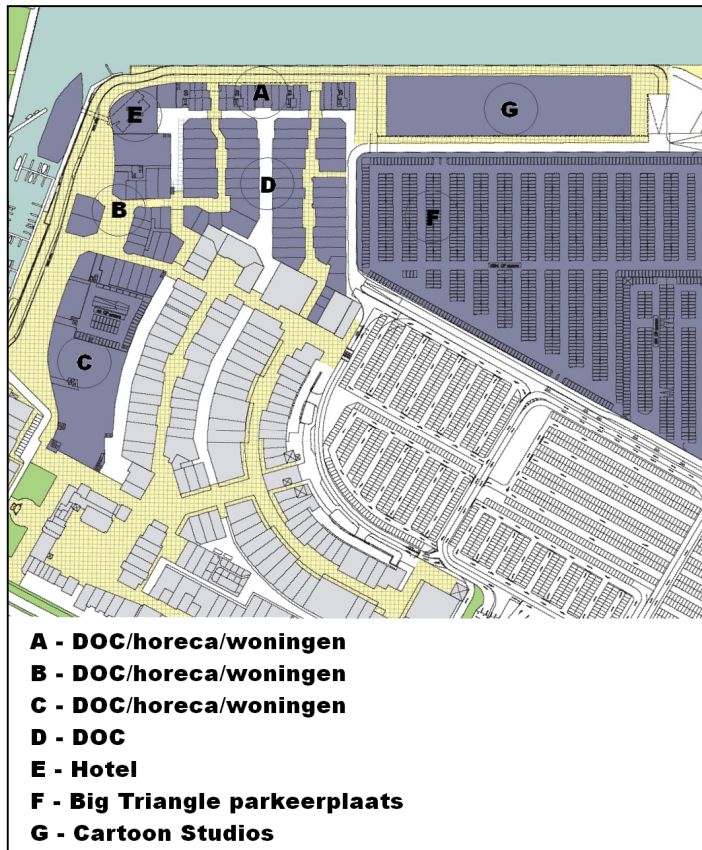 A
G
E
D
B
F
C
A - DOC/horeca/woningen
B - DOC/horeca/woningen
C - DOC/horeca/woningen
D - DOC
E - Hotel
F - Big Triangle parkeerplaats
G - Cartoon Studios